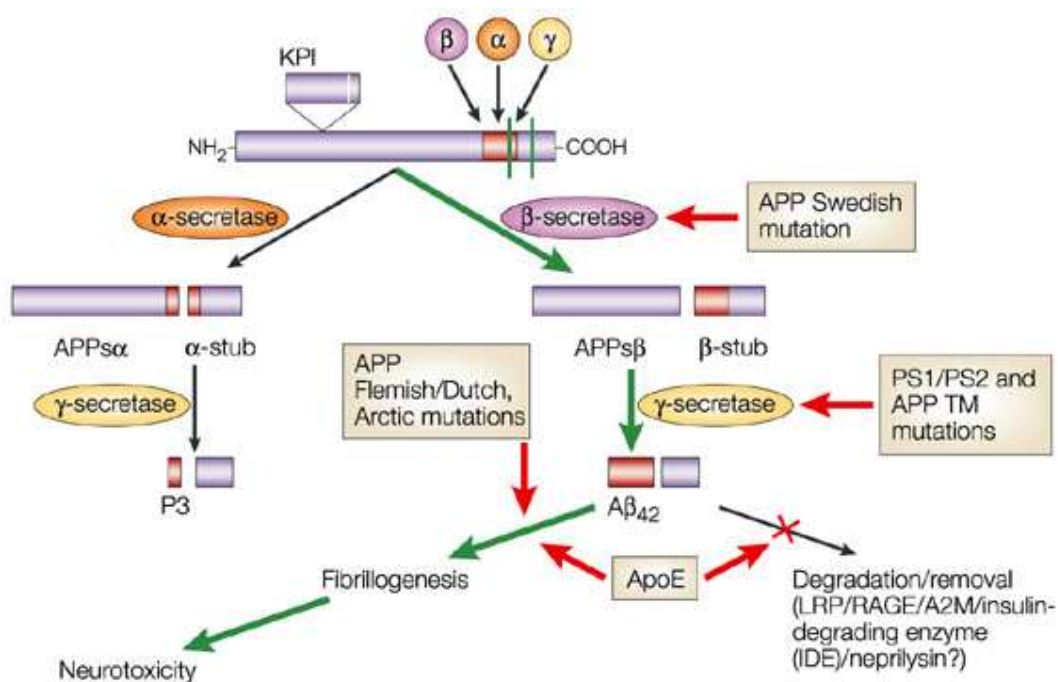 β α γ
KPI
NH₂ COOH
α-secretase
β-secretase
APP Swedish
mutation
APPsα
α-stub
APPsβ
β-stub
γ-secretase
APP
Flemish/Dutch,
Arctic mutations
γ-secretase
PS1/PS2 and
APP TM
mutations
P3
Aβ₄₂
Fibrillogenesis
ApoE
Degradation/removal
(LRP/RAGE/A2M/insulin-
degrading enzyme
(IDE)/neprilysin?)
Neurotoxicity